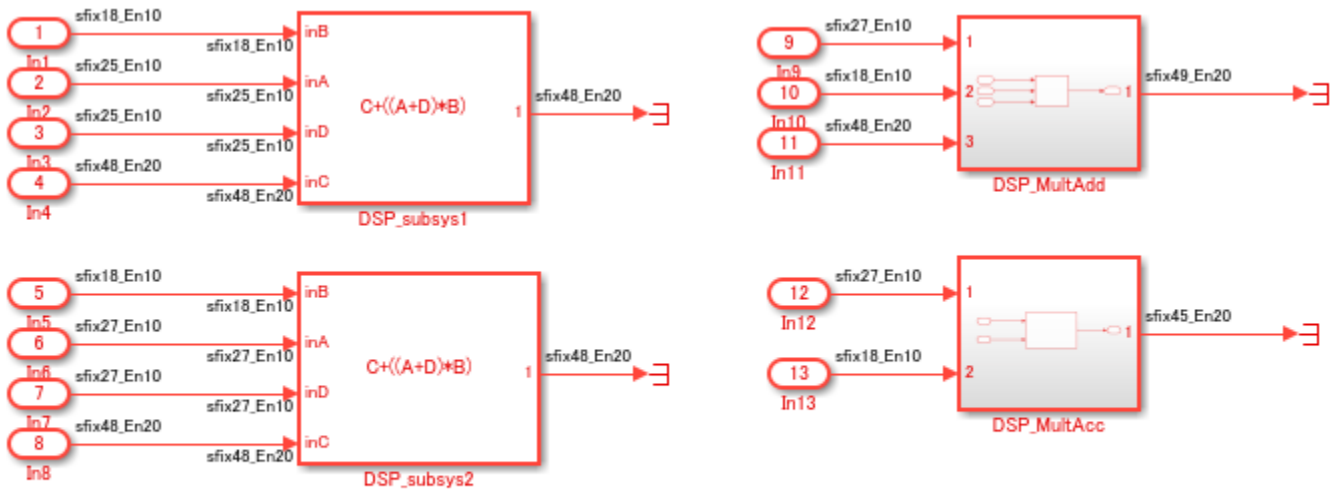 1
In1
sfix18_En10
sfix18_En10
inB
2
In2
sfix25_En10
sfix25_En10
inA
3
In3
sfix25_En10
sfix25_En10
inD
4
In4
sfix48_En20
sfix48_En20
inC
C+((A+D)*B)
1
sfix48_En20
DSP_subsys1
9
In9
sfix27_En10
1
10
In10
sfix18_En10
2
11
In11
sfix48_En20
3
1
sfix49_En20
DSP_MultAdd
5
In5
sfix18_En10
sfix18_En10
inB
6
In6
sfix27_En10
sfix27_En10
inA
7
In7
sfix27_En10
sfix27_En10
inD
8
In8
sfix48_En20
sfix48_En20
inC
C+((A+D)*B)
1
sfix48_En20
DSP_subsys2
12
In12
sfix27_En10
1
13
In13
sfix18_En10
2
1
sfix45_En20
DSP_MultAcc